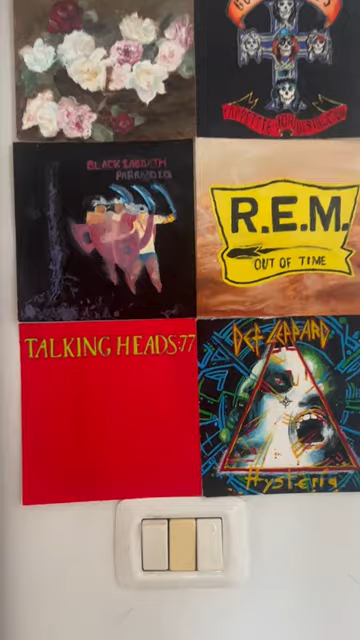 BLACK SABBATH
PARANOID
R.E.M.
OUT OF TIME
TALKING HEADS:77
DEF LEPPARD
Hysteria